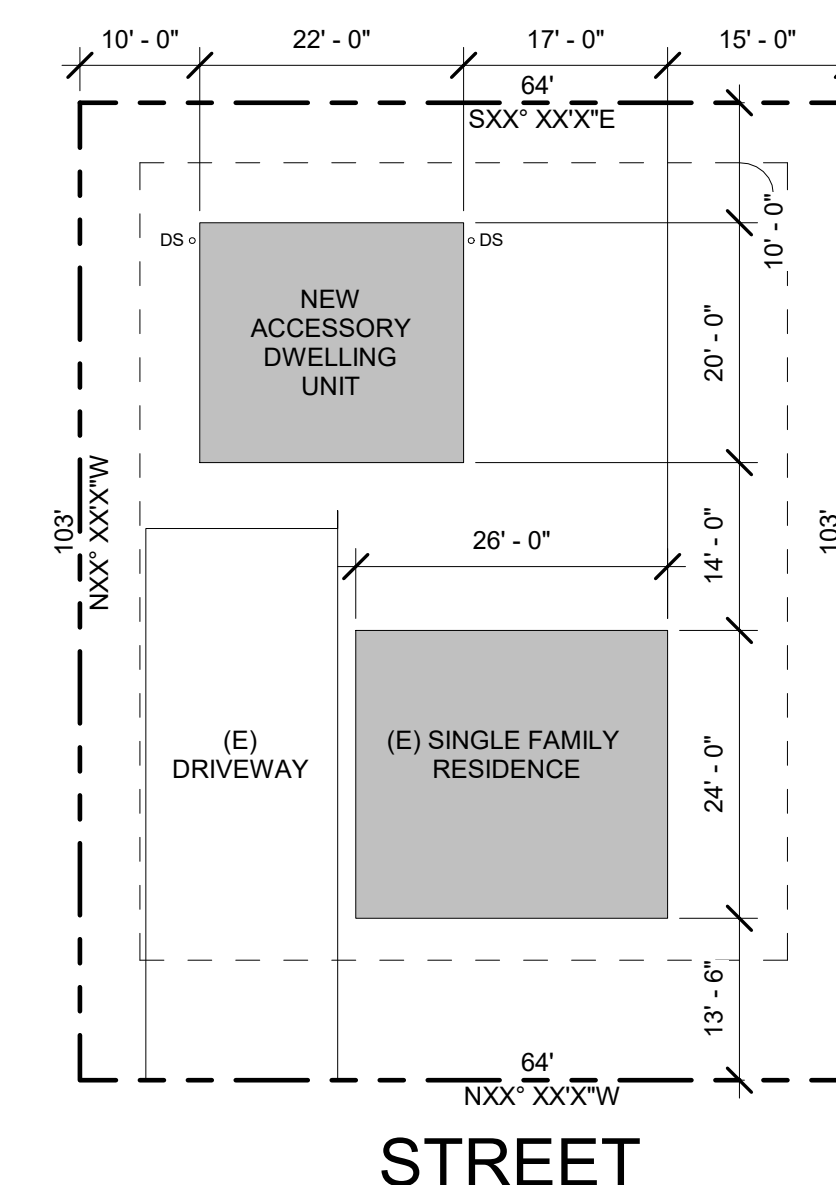 10' - 0"
22' - 0"
17' - 0"
15' - 0"
64'
SXX° XX'X"E
10' - 0"
DS
DS
NEW
ACCESSORY
DWELLING
UNIT
20' - 0"
103'
NXX° XX'X"W
26' - 0"
14' - 0"
103'
(E)
DRIVEWAY
(E) SINGLE FAMILY
RESIDENCE
24' - 0"
13' - 6"
64'
NXX° XX'X"W
STREET